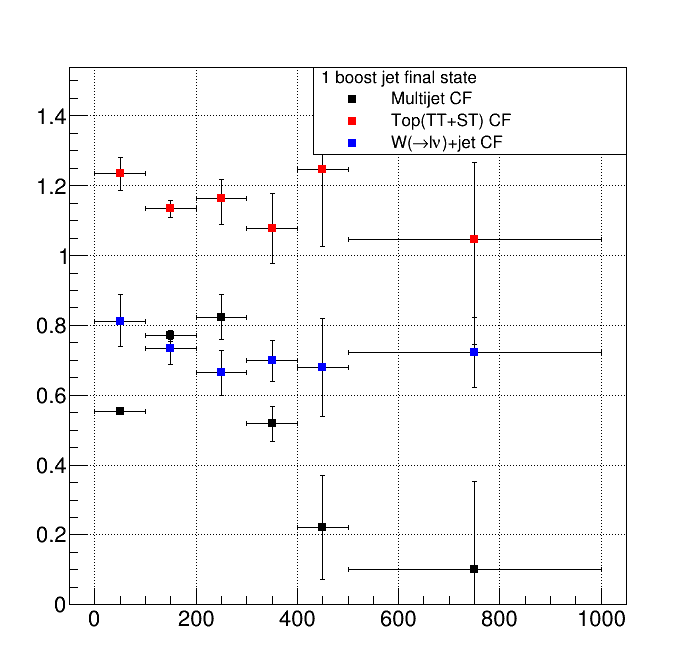 1 boost jet final state
Multijet CF
Top(TT+ST) CF
W(→lν)+jet CF
1.4
1.2
1
0.8
0.6
0.4
0.2
0
0 200 400 600 800 1000